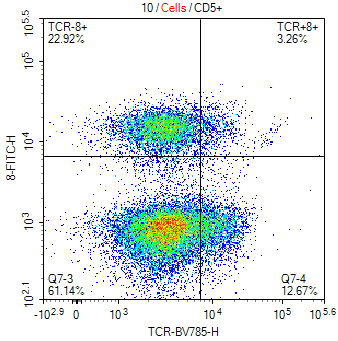 10 / Cells / CD5+
TCR-8+
22.92%
TCR+8+
3.26%
Q7-3
61.14%
Q7-4
12.67%
8-FITC-H
10^5.5
10^5
10^4
10^3
10^2.1
-10^2.9 0 10^3 10^4 10^5 10^5.6
TCR-BV785-H